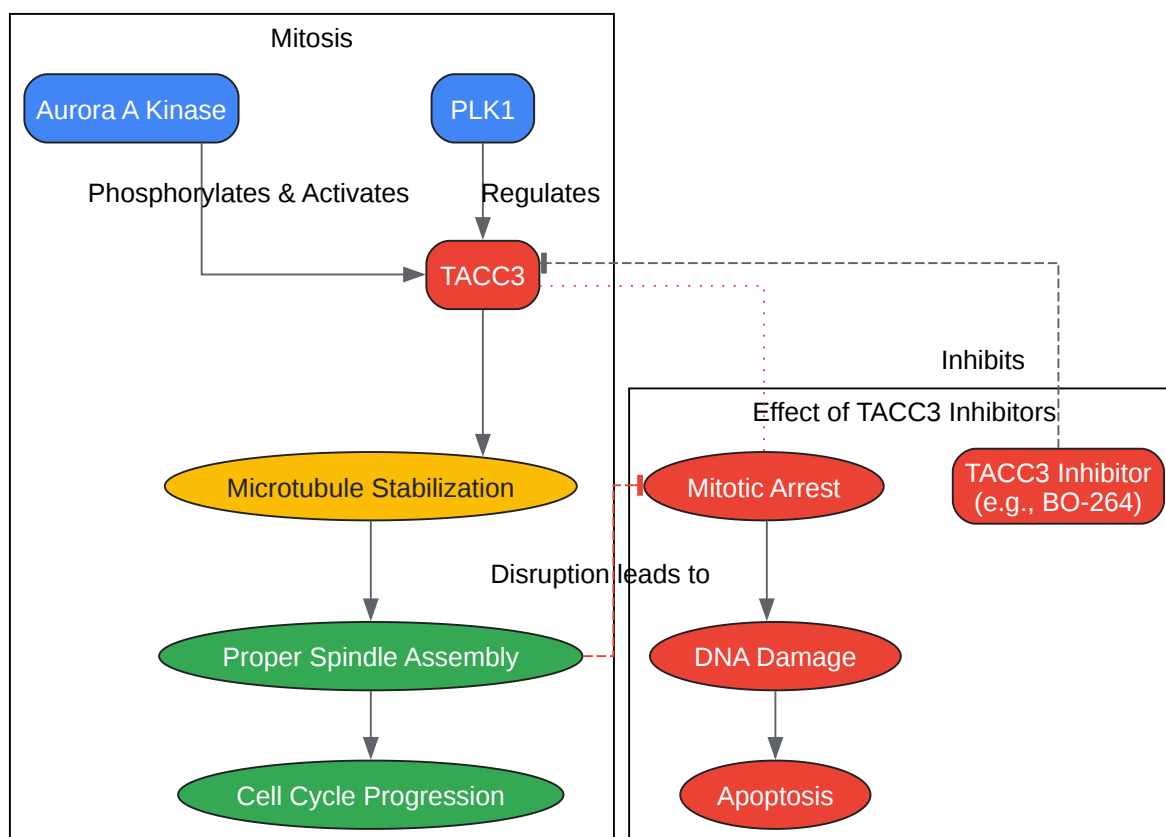 Mitosis
Aurora A Kinase
PLK1
Phosphorylates & Activates
Regulates
TACC3
Inhibits
Effect of TACC3 Inhibitors
Microtubule Stabilization
Mitotic Arrest
TACC3 Inhibitor
(e.g., BO-264)
Disruption leads to
Proper Spindle Assembly
DNA Damage
Cell Cycle Progression
Apoptosis